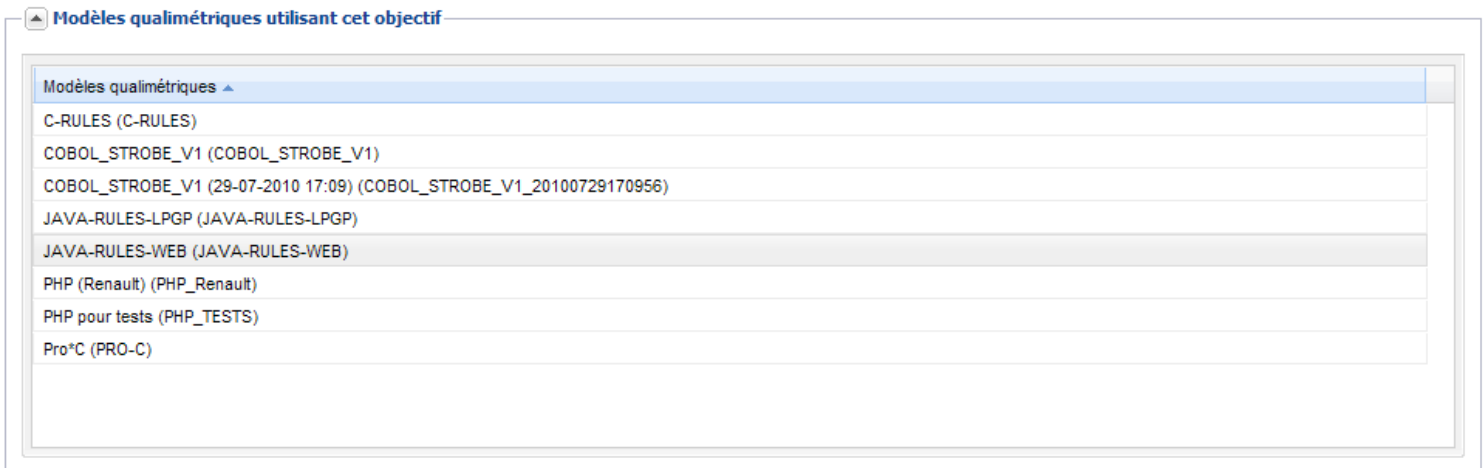 Modèles qualimétriques utilisant cet objectif
Modèles qualimétriques
C-RULES (C-RULES)
COBOL_STROBE_V1 (COBOL_STROBE_V1)
COBOL_STROBE_V1 (29-07-2010 17:09) (COBOL_STROBE_V1_20100729170956)
JAVA-RULES-LPGP (JAVA-RULES-LPGP)
JAVA-RULES-WEB (JAVA-RULES-WEB)
PHP (Renault) (PHP_Renault)
PHP pour tests (PHP_TESTS)
Pro*C (PRO-C)